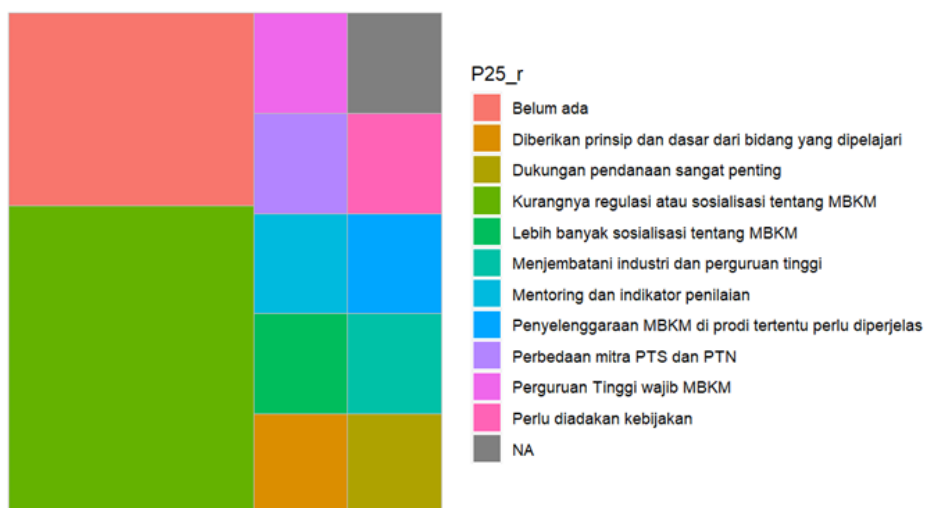 P25_r
Belum ada
Diberikan prinsip dan dasar dari bidang yang dipelajari
Dukungan pendanaan sangat penting
Kurangnya regulasi atau sosialisasi tentang MBKM
Lebih banyak sosialisasi tentang MBKM
Menjembatani industri dan perguruan tinggi
Mentoring dan indikator penilaian
Penyelenggaraan MBKM di prodi tertentu perlu diperjelas
Perbedaan mitra PTS dan PTN
Perguruan Tinggi wajib MBKM
Perlu diadakan kebijakan
NA